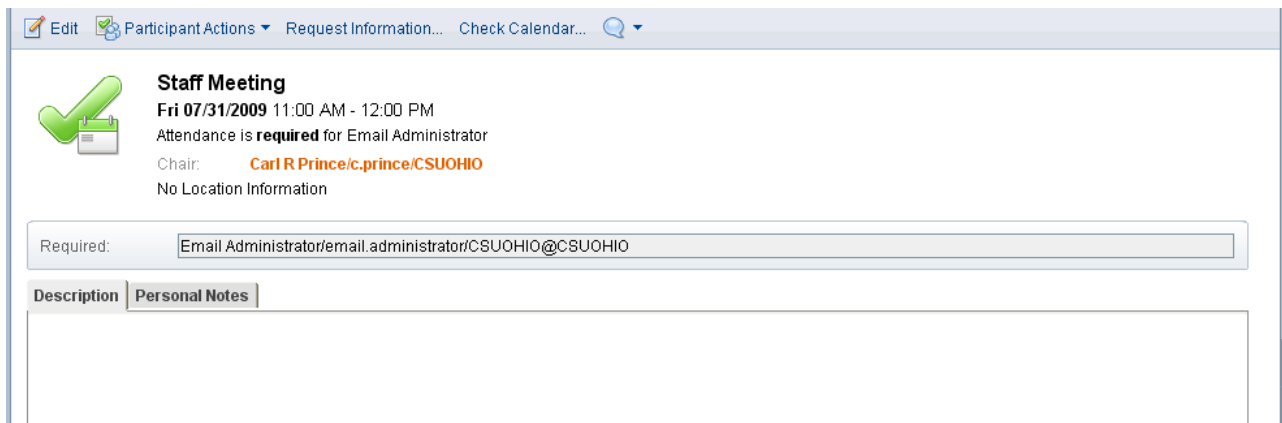 Edit Participant Actions Request Information... Check Calendar...
Staff Meeting
Fri 07/31/2009 11:00 AM - 12:00 PM
Attendance is required for Email Administrator
Chair: Carl R Prince/c.prince/CSUOHIO
No Location Information
Required: Email Administrator/email.administrator/CSUOHIO@CSUOHIO
Description Personal Notes